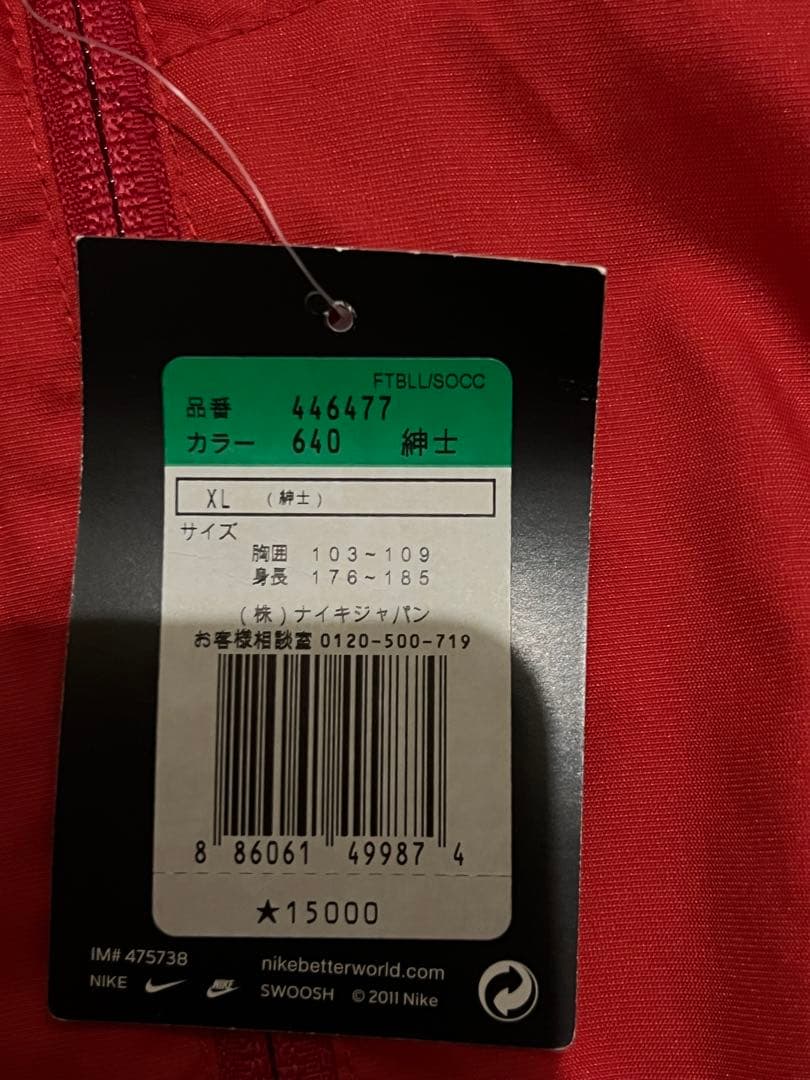 FTBLL/SOCC
品番 446477
カラー 640 紳士
XL （紳士）
サイズ
胸囲 103~109
身長 176~185
（株）ナイキジャパン
お客様相談室 0120-500-719
8 86061 49987 4
★15000
IM# 475738
nikebetterworld.com
NIKE NIKE SWOOSH © 2011 Nike